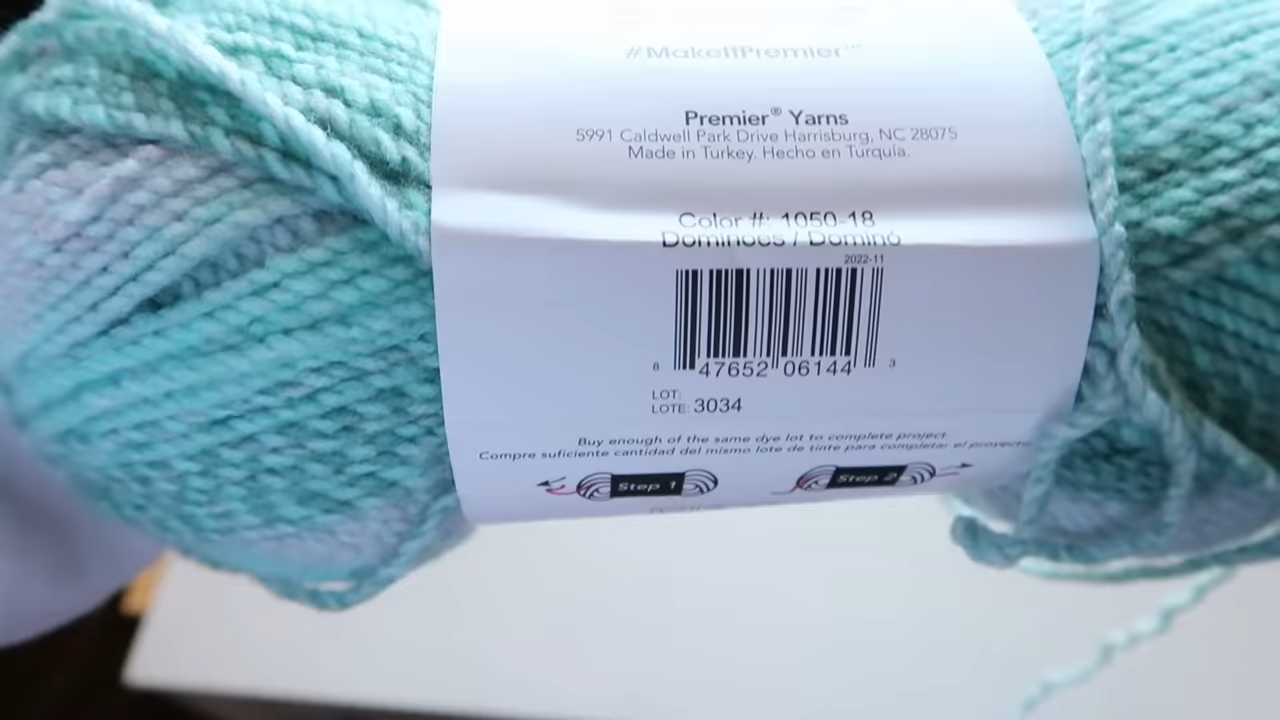 #MakeItPremier™
Premier® Yarns
5991 Caldwell Park Drive Harrisburg, NC 28075
Made in Turkey. Hecho en Turquía.
Color #: 1050-18
Dominoes / Dominó
2022-11
6 47652 06144 3
LOT:
LOTE: 3034
Buy enough of the same dye lot to complete project.
Compre suficiente cantidad del mismo lote de tinte para completar el proyecto
Step 1 Step 2